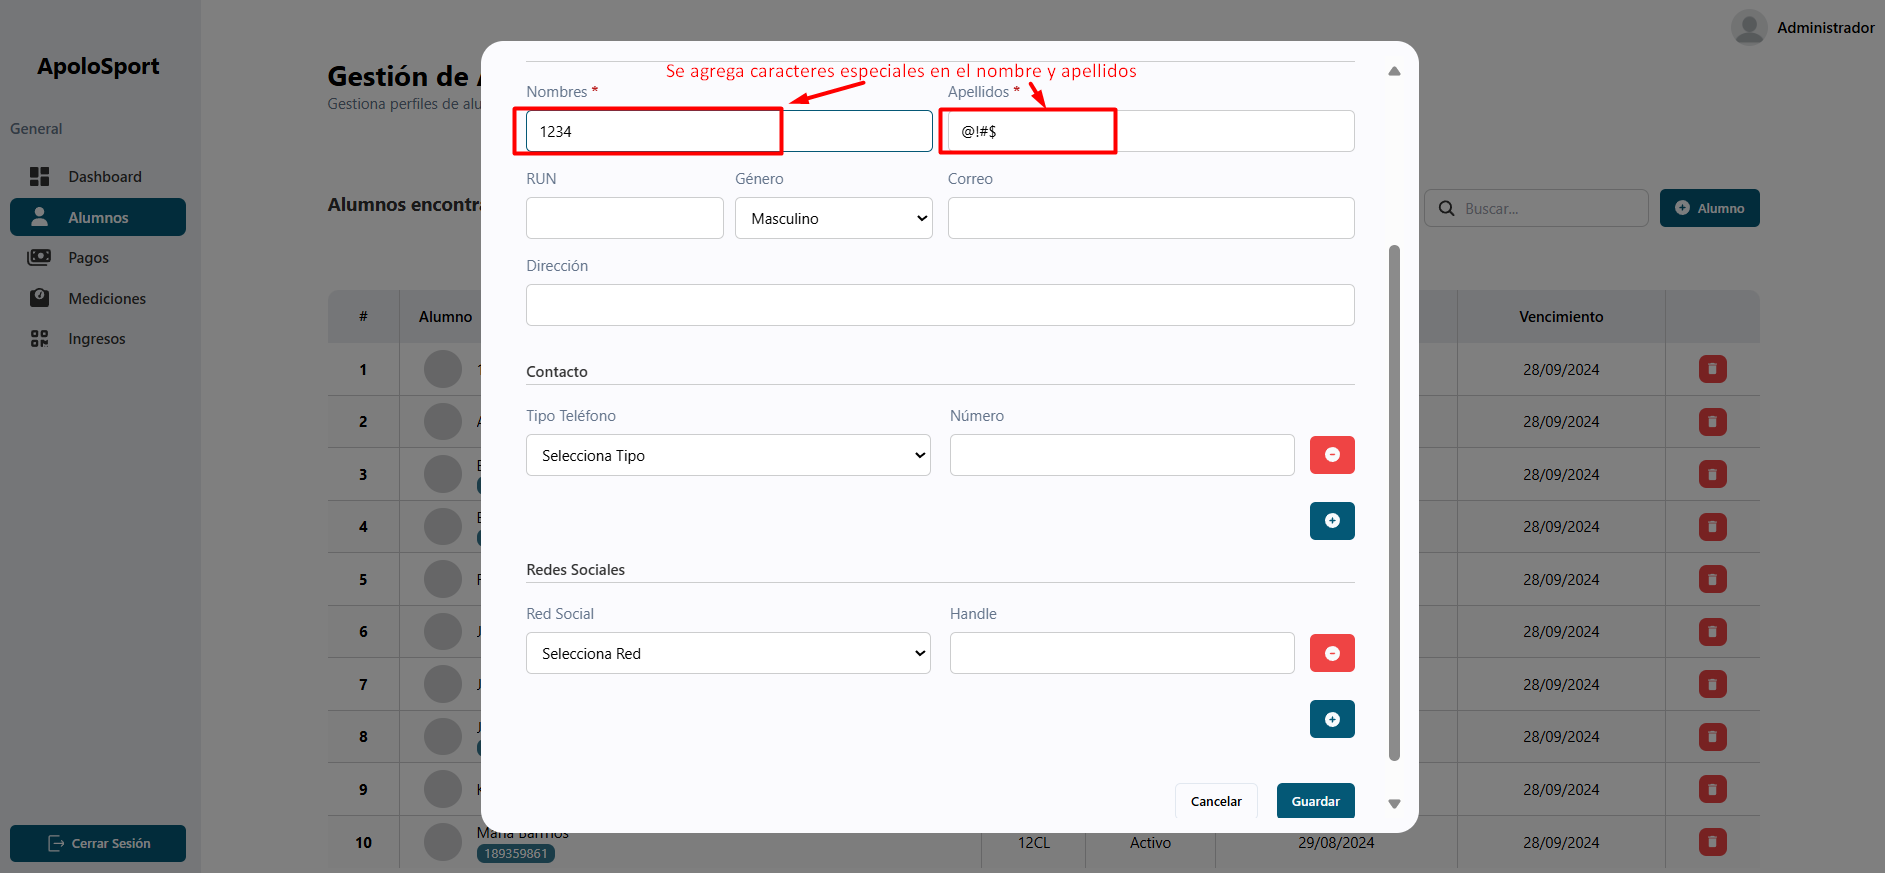 Administrador
ApoloSport
Gestión de
Gestiona perfiles de alu
Se agrega caracteres especiales en el nombre y apellidos
Nombres *
Apellidos *
1234
@!#$
General
Dashboard
Alumnos
Pagos
Mediciones
Ingresos
Cerrar Sesión
RUN
Género
Correo
Masculino
Alumnos encontr
Buscar...
Alumno
Dirección
Contacto
Tipo Teléfono
Número
Selecciona Tipo
Redes Sociales
Red Social
Handle
Selecciona Red
Cancelar
Guardar
# Alumno Vencimiento
1 28/09/2024
2 28/09/2024
3 28/09/2024
4 28/09/2024
5 28/09/2024
6 28/09/2024
7 28/09/2024
8 28/09/2024
9 28/09/2024
10 12CL Activo 29/08/2024 28/09/2024
189359861